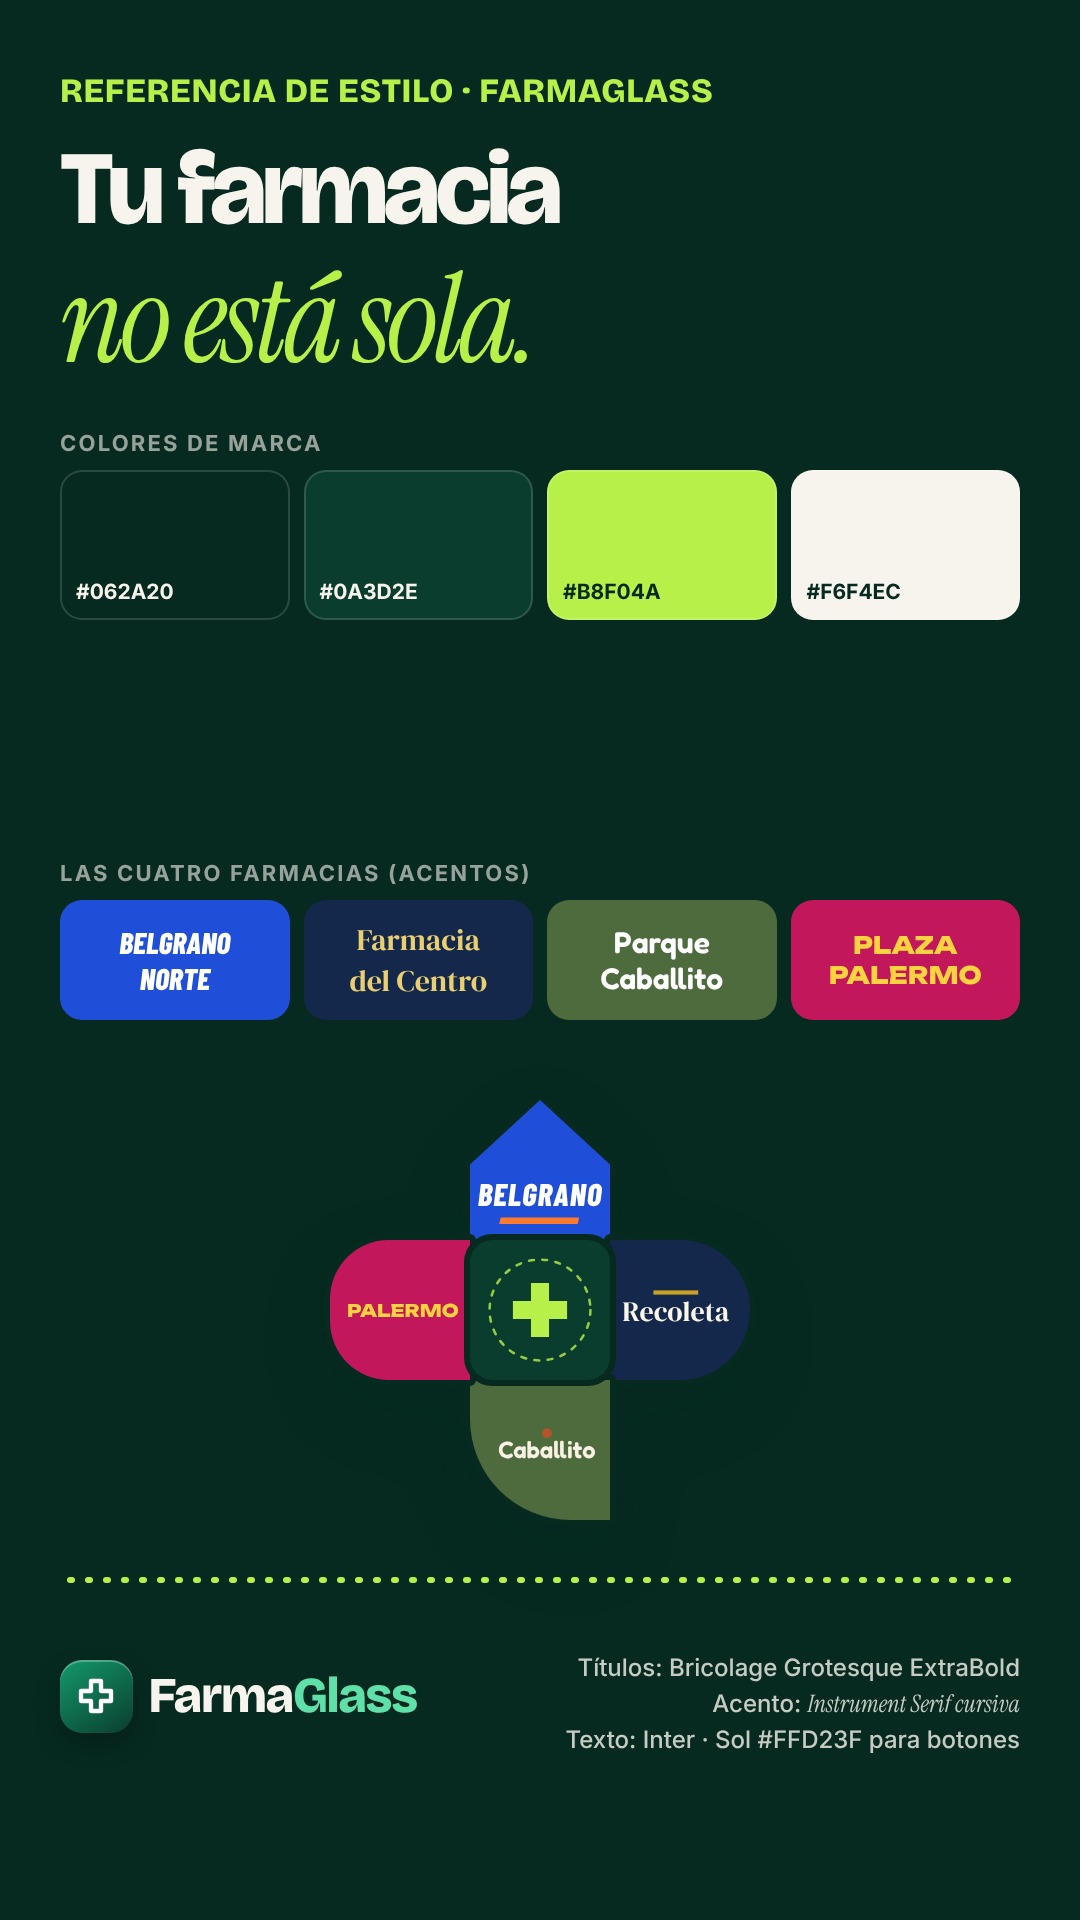 REFERENCIA DE ESTILO · FARMAGLASS
Tu farmacia
no está sola.
COLORES DE MARCA
#062A20
#0A3D2E
#B8F04A
#F6F4EC
LAS CUATRO FARMACIAS (ACENTOS)
BELGRANO
NORTE
Farmacia
del Centro
Parque
Caballito
PLAZA
PALERMO
BELGRANO
PALERMO
Recoleta
Caballito
FarmaGlass
Títulos: Bricolage Grotesque ExtraBold
Acento: Instrument Serif cursiva
Texto: Inter · Sol #FFD23F para botones